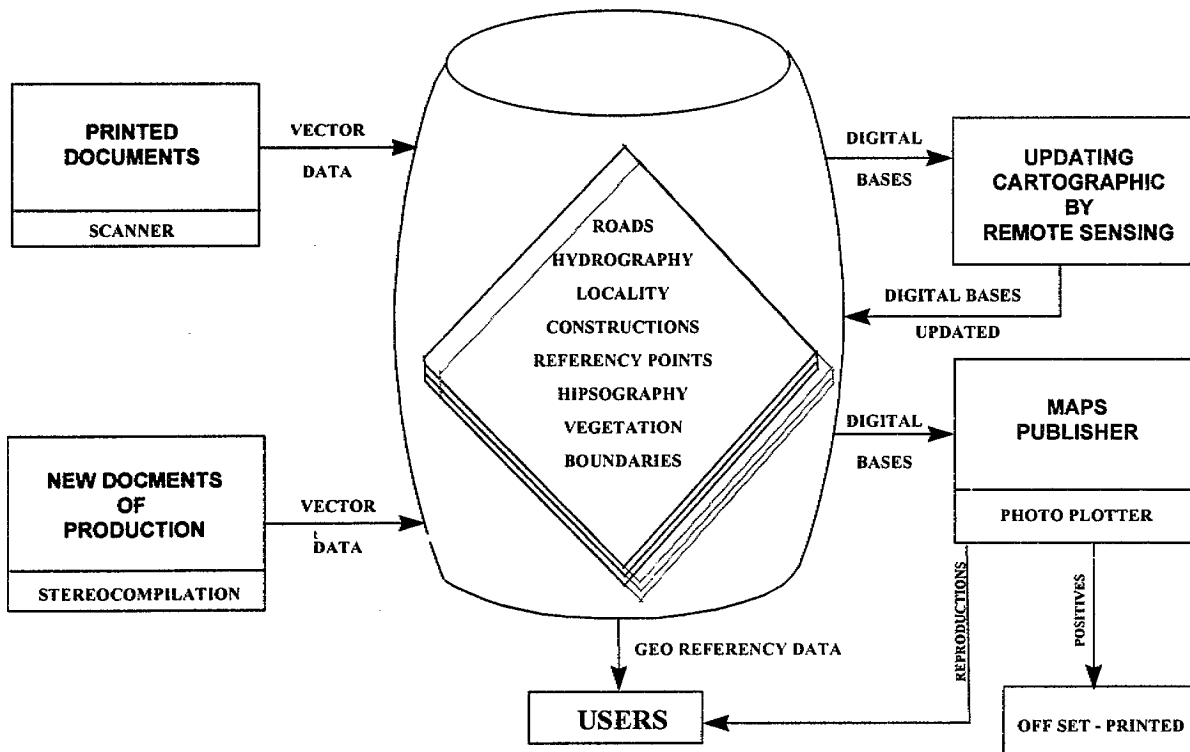 PRINTED
DOCUMENTS
SCANNER
VECTOR
DATA
NEW DOCMENTS
OF
PRODUCTION
STEREOCOMPILATION
VECTOR
DATA
ROADS
HYDROGRAPHY
LOCALITY
CONSTRUCTIONS
REFERENCY POINTS
HIPSOGRAPHY
VEGETATION
BOUNDARIES
DIGITAL
BASES
UPDATING
CARTOGRAPHIC
BY
REMOTE SENSING
DIGITAL BASES
UPDATED
DIGITAL
BASES
MAPS
PUBLISHER
PHOTO PLOTTER
REPRODUCTIONS
POSITIVES
GEO REFERENCY DATA
USERS
OFF SET - PRINTED